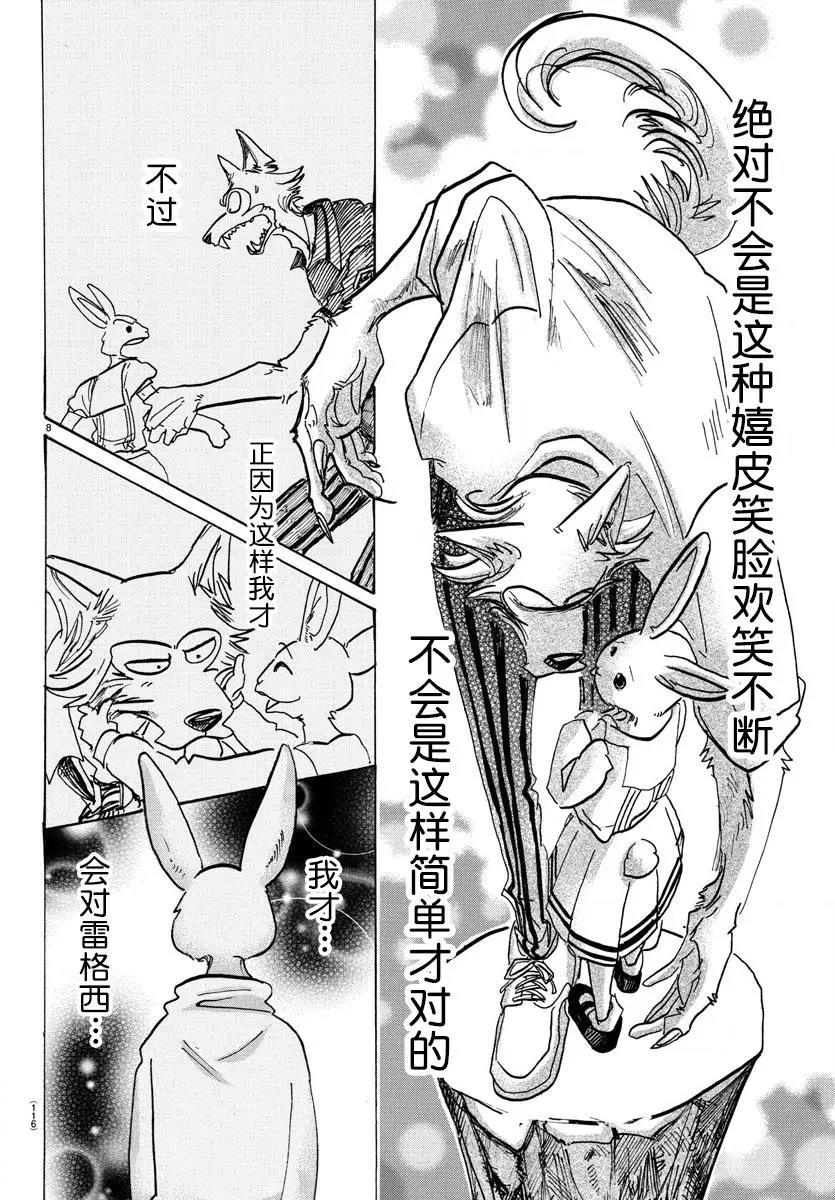 绝对不会是这种嬉皮笑脸欢笑不断
不会是这样简单才对的
不过
正因为这样我才
我才…
会对雷格西…
8
(116)